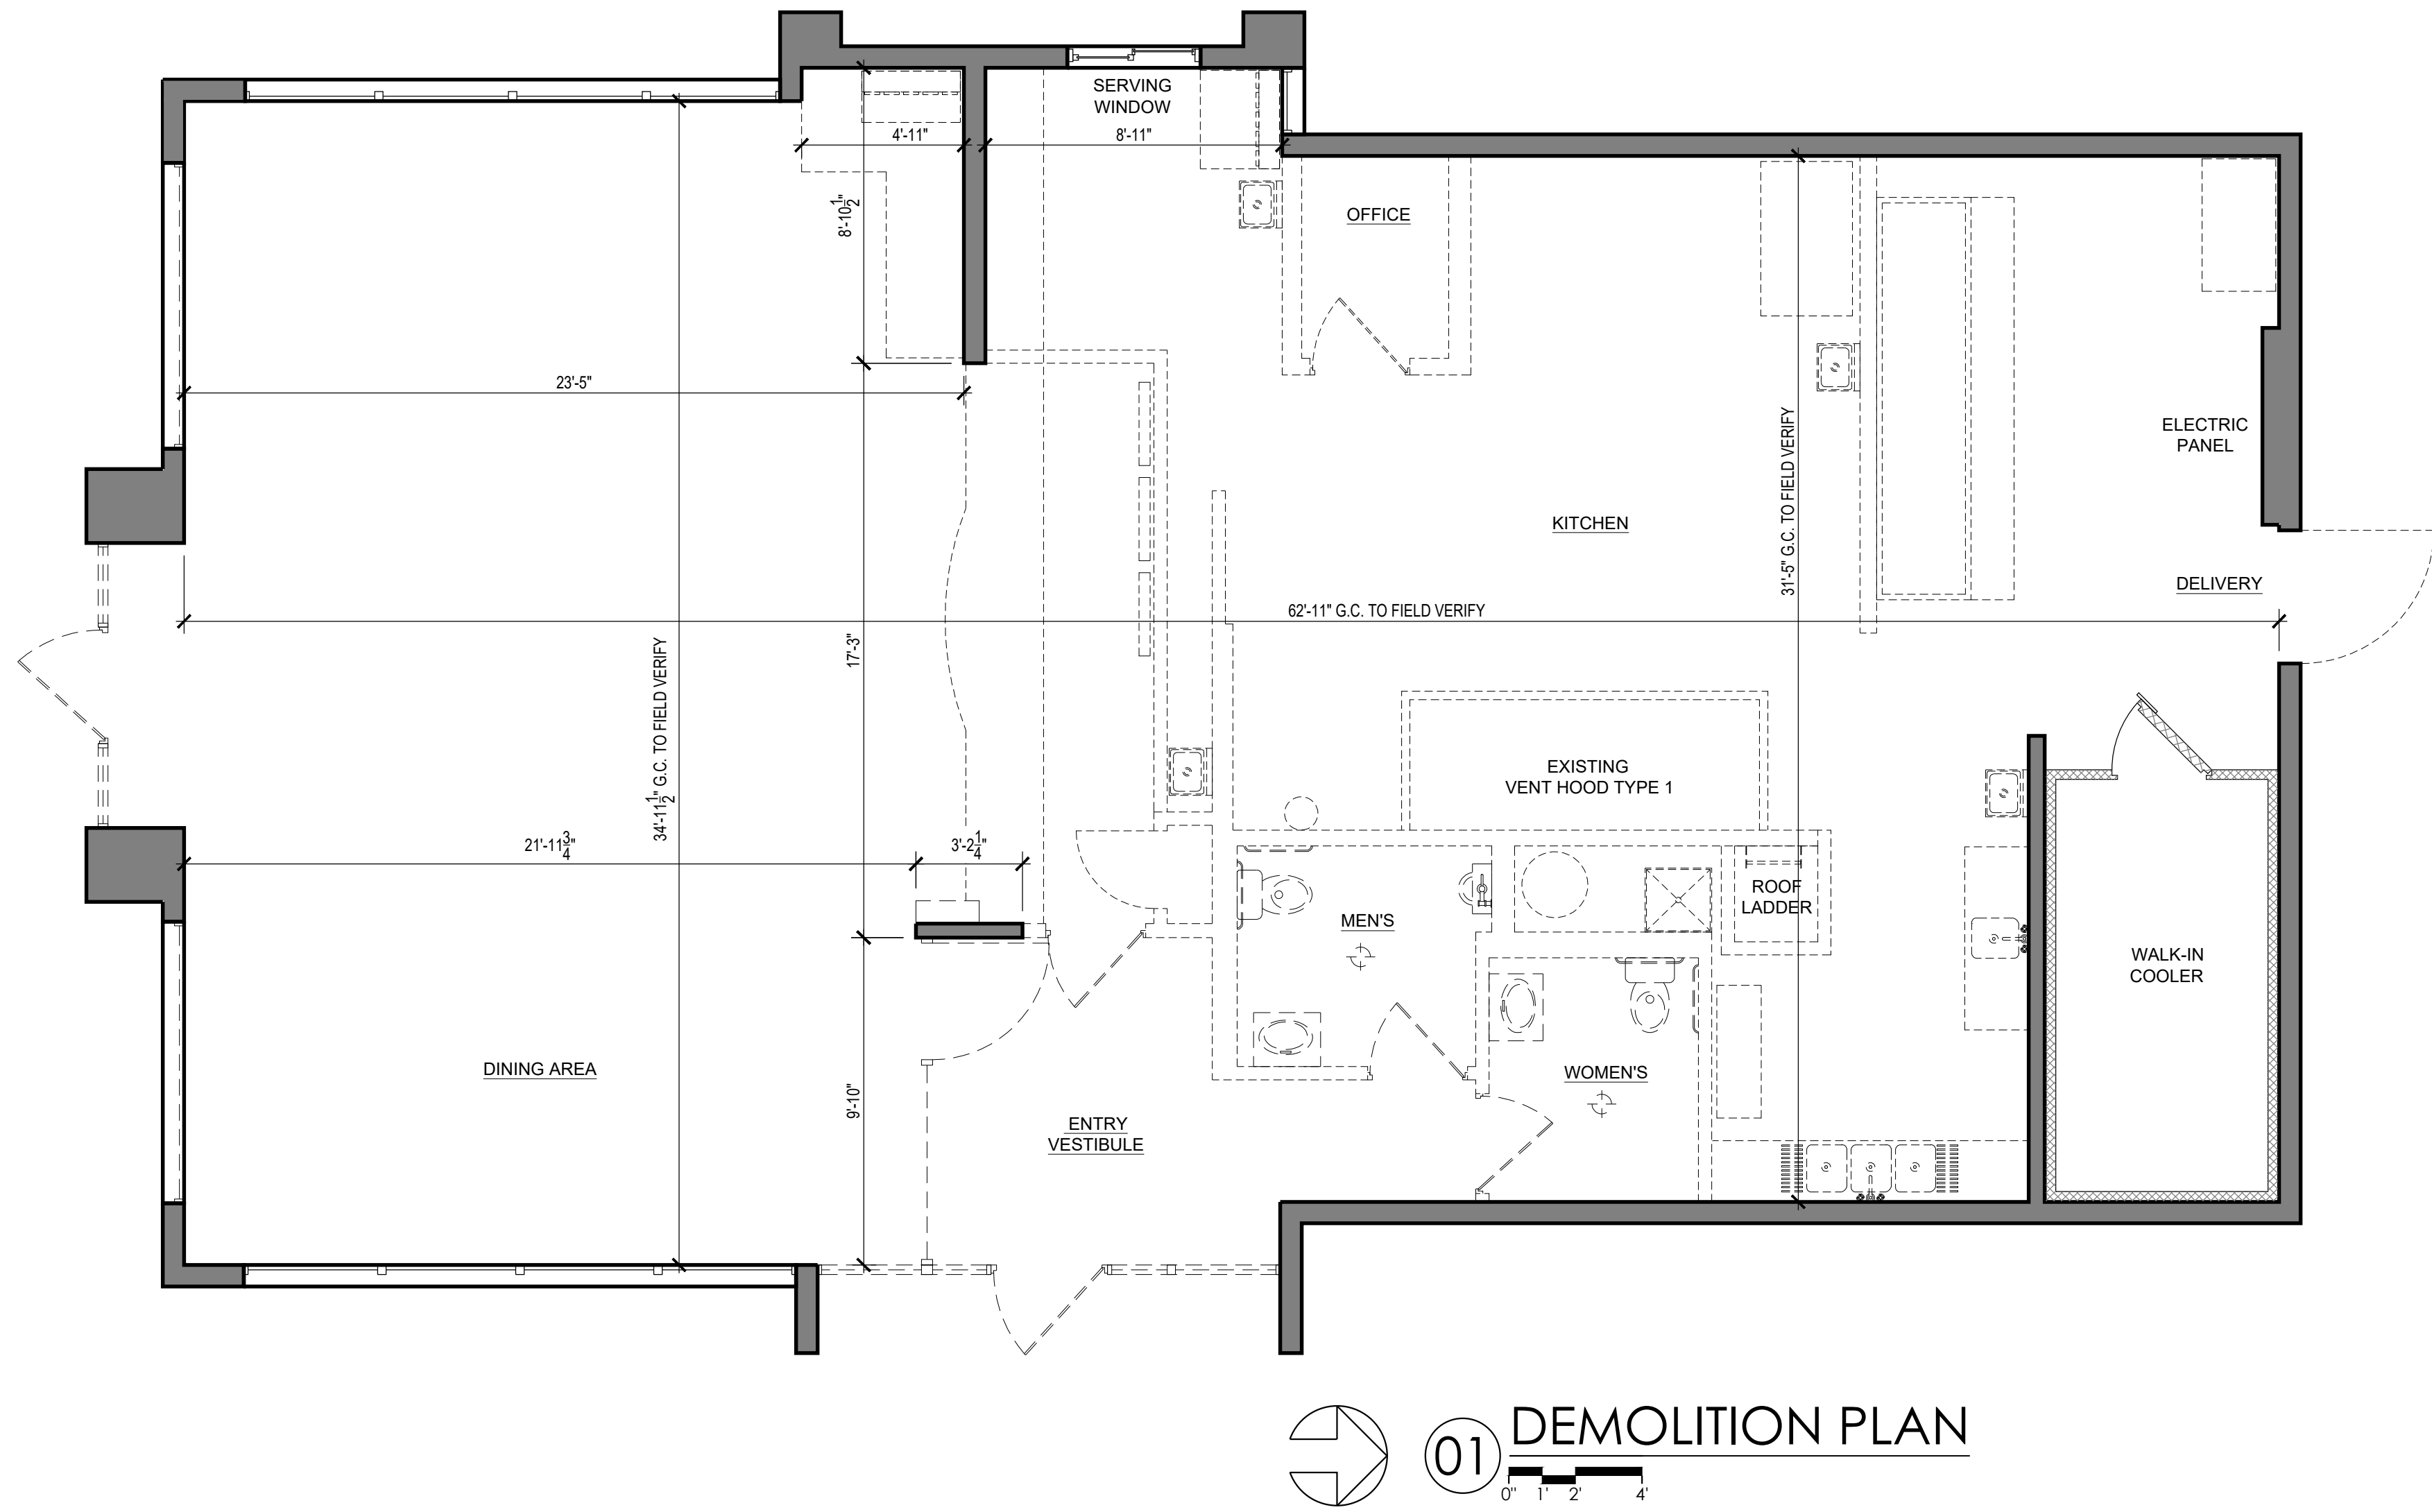 SERVING
WINDOW
4'-11"
8'-11"
8'-10 1/2"
OFFICE
23'-5"
ELECTRIC
PANEL
KITCHEN
31'-5" G.C. TO FIELD VERIFY
DELIVERY
62'-11" G.C. TO FIELD VERIFY
17'-3"
34'-11 1/2" G.C. TO FIELD VERIFY
EXISTING
VENT HOOD TYPE 1
21'-11 3/4"
3'-2 1/4"
ROOF
LADDER
MEN'S
WALK-IN
COOLER
DINING AREA
WOMEN'S
9'-10"
ENTRY
VESTIBULE
01
DEMOLITION PLAN
0" 1' 2' 4'